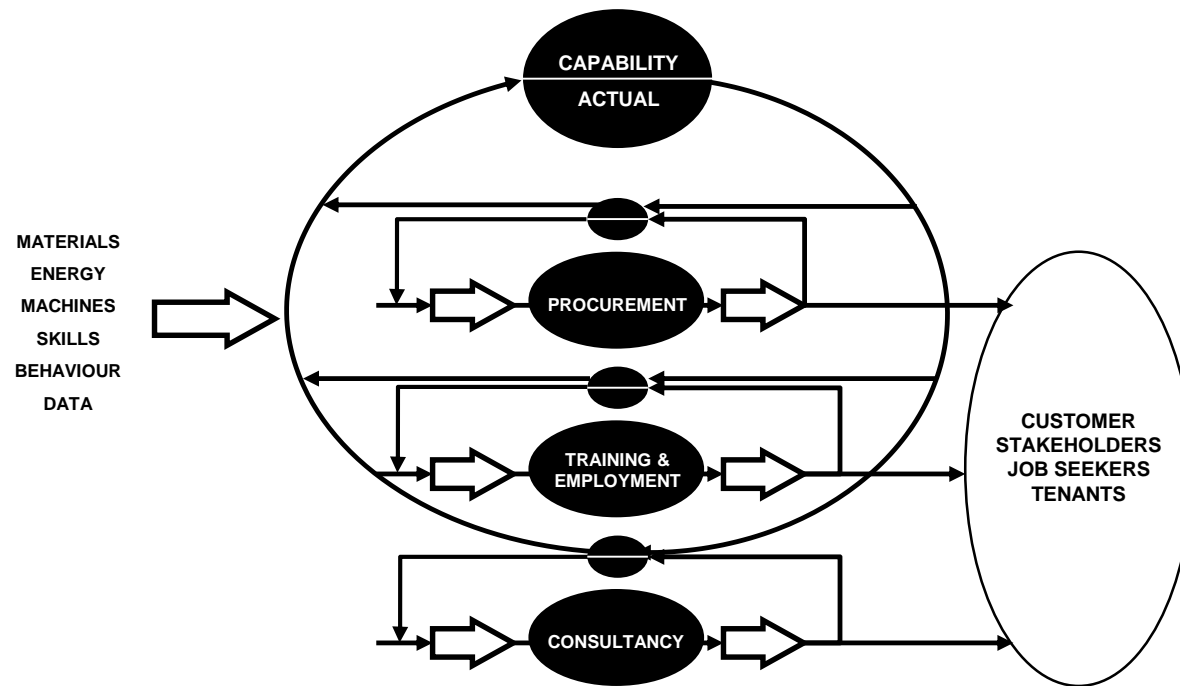 CAPABILITY
ACTUAL
MATERIALS
ENERGY
MACHINES
SKILLS
BEHAVIOUR
DATA
PROCUREMENT
TRAINING &
EMPLOYMENT
CONSULTANCY
CUSTOMER
STAKEHOLDERS
JOB SEEKERS
TENANTS